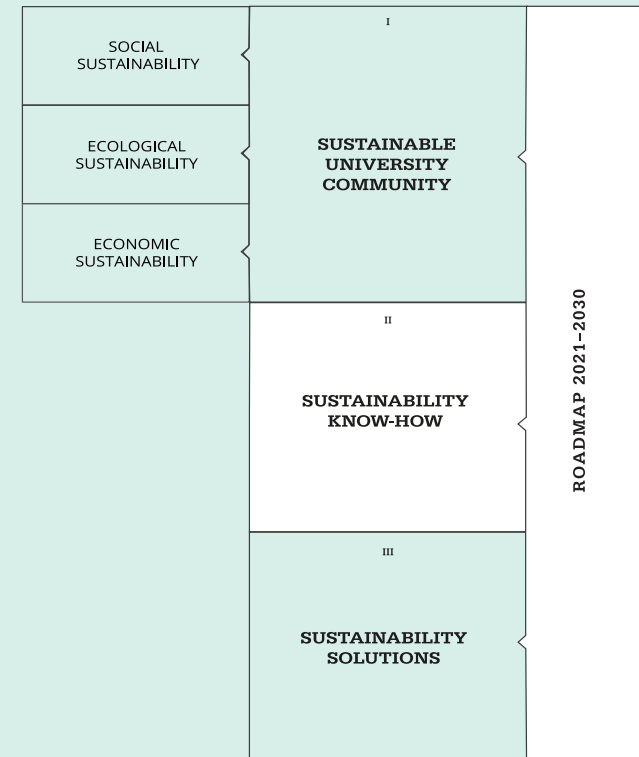 SOCIAL
SUSTAINABILITY
ECOLOGICAL
SUSTAINABILITY
ECONOMIC
SUSTAINABILITY
I
SUSTAINABLE
UNIVERSITY
COMMUNITY
II
SUSTAINABILITY
KNOW-HOW
III
SUSTAINABILITY
SOLUTIONS
ROADMAP 2021–2030